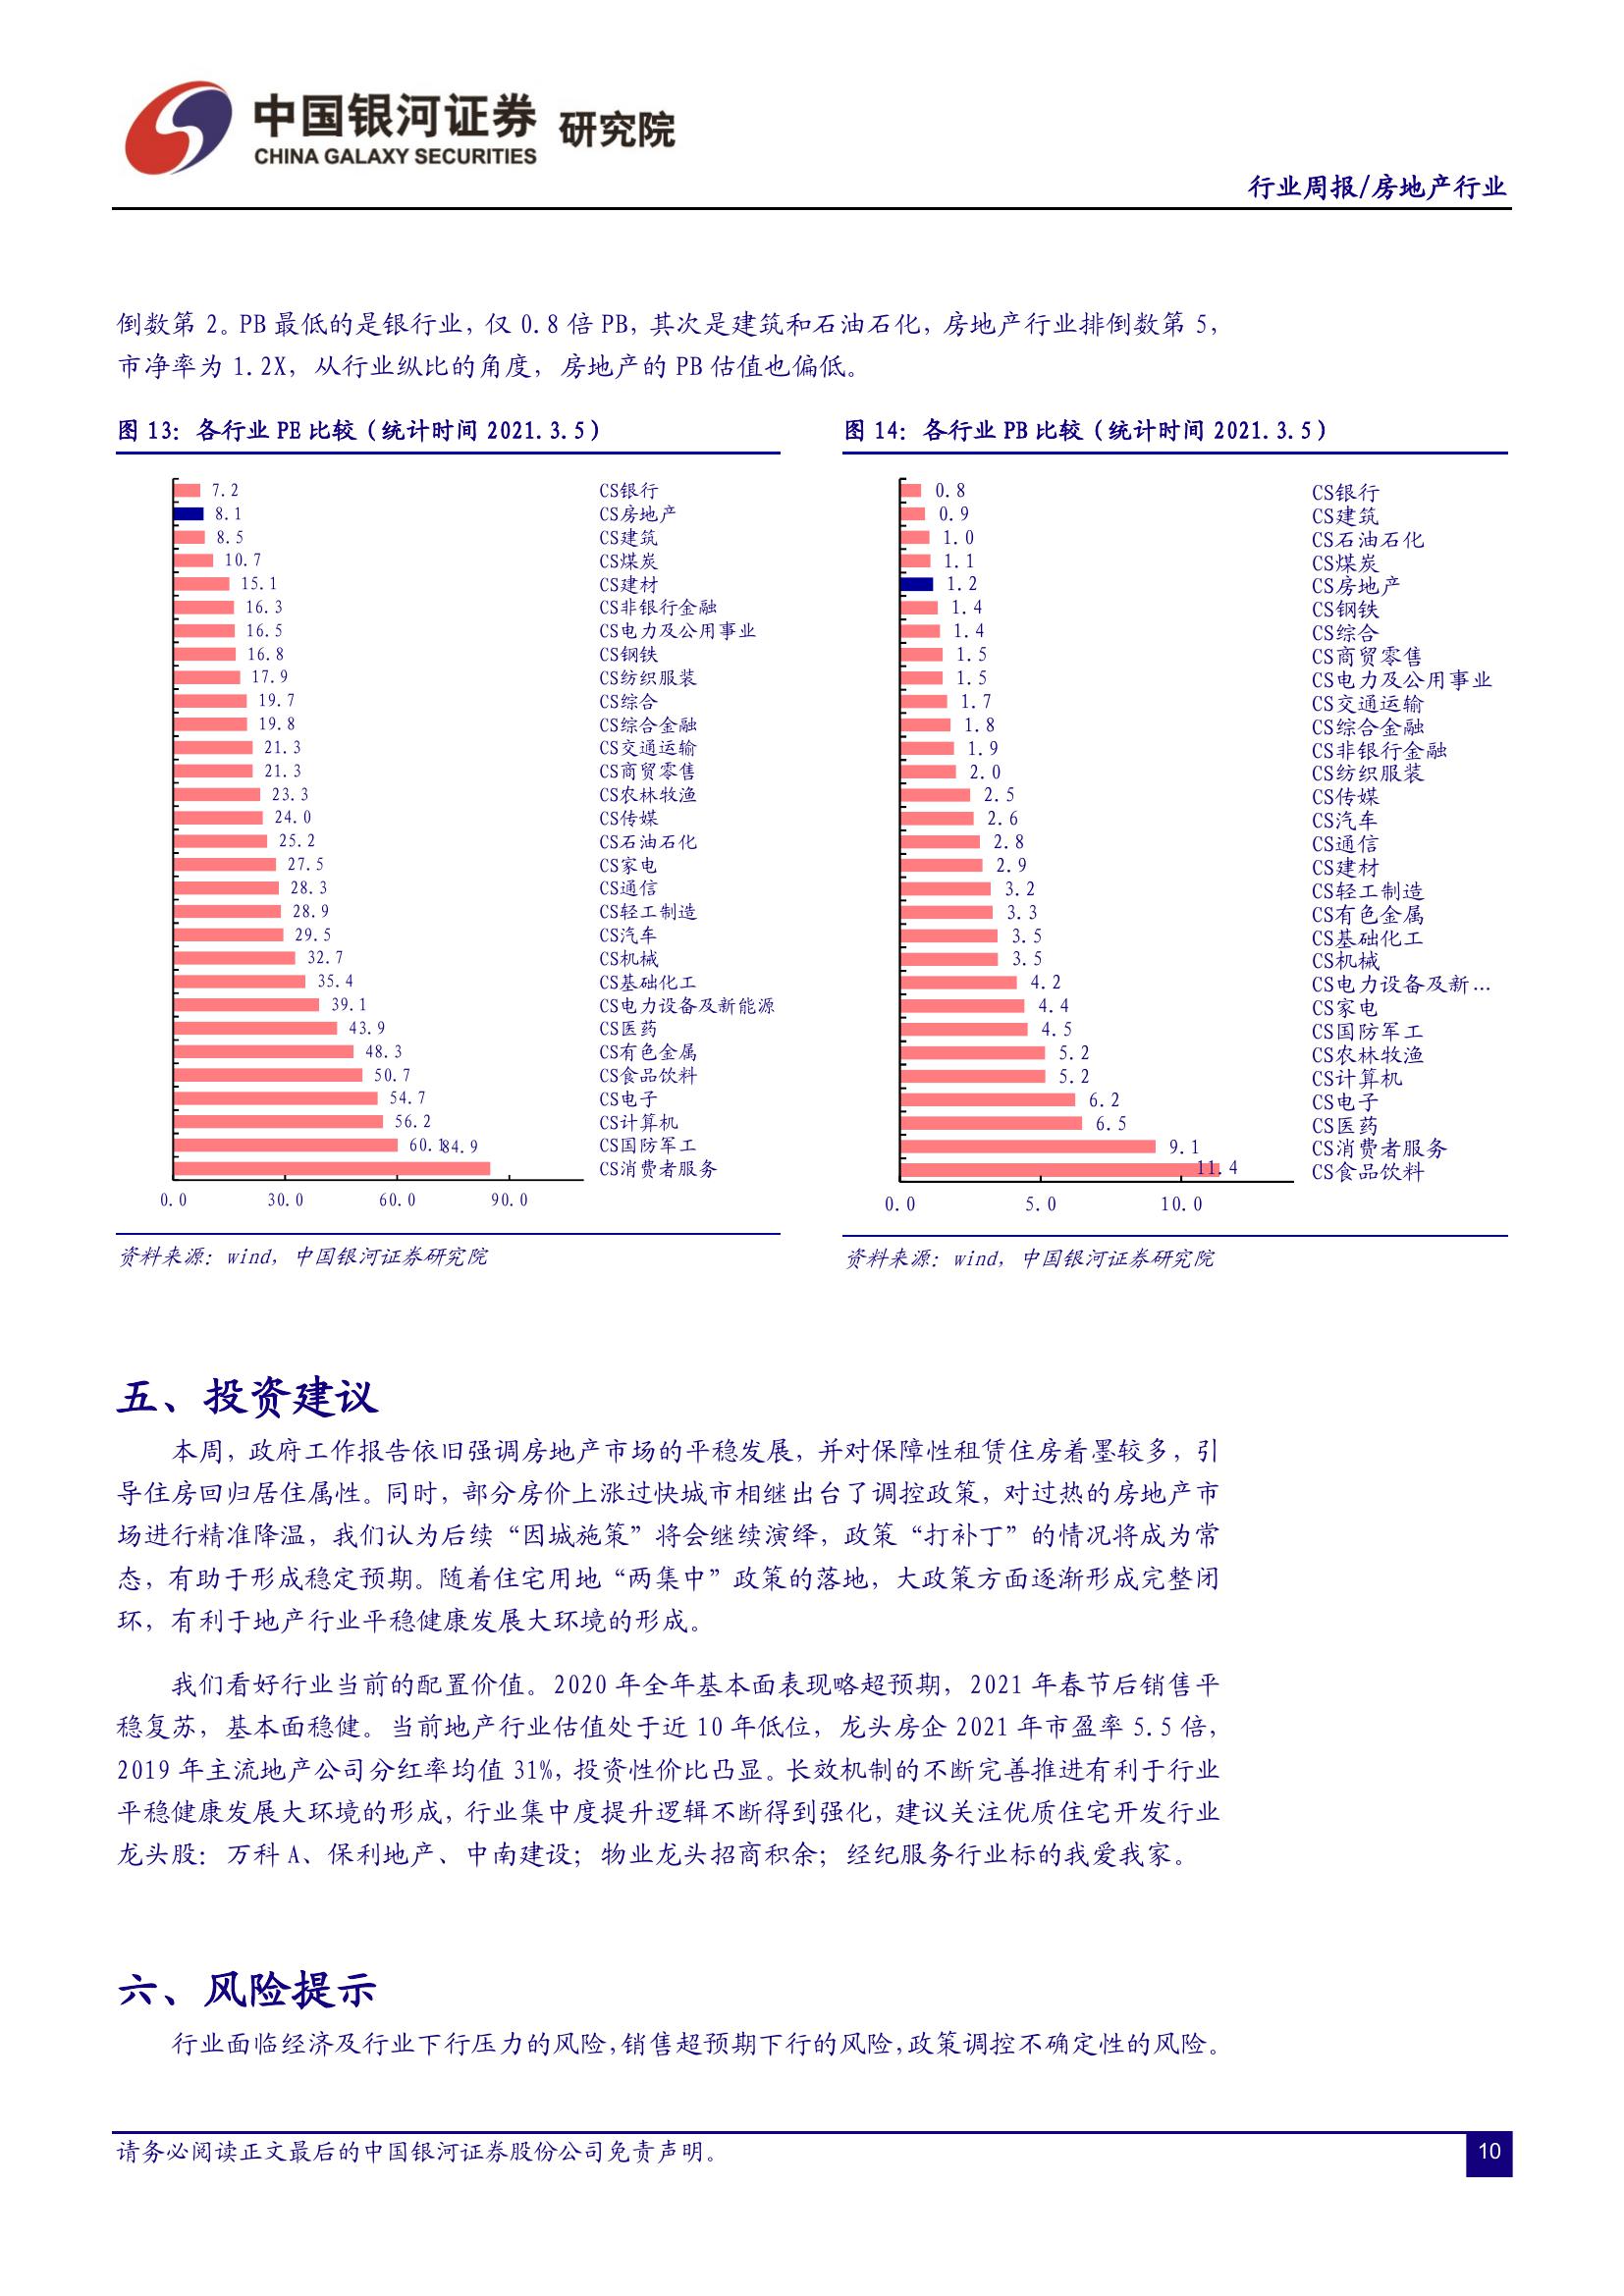 中国银河证券 研究院
CHINA GALAXY SECURITIES
行业周报/房地产行业
倒数第 2。PB 最低的是银行业，仅 0.8 倍 PB，其次是建筑和石油石化，房地产行业排倒数第 5，
市净率为 1.2X，从行业纵比的角度，房地产的 PB 估值也偏低。
图 13：各行业 PE 比较（统计时间 2021.3.5）
7.2 CS银行
8.1 CS房地产
8.5 CS建筑
10.7 CS煤炭
15.1 CS建材
16.3 CS非银行金融
16.5 CS电力及公用事业
16.8 CS钢铁
17.9 CS纺织服装
19.7 CS综合
19.8 CS综合金融
21.3 CS交通运输
21.3 CS商贸零售
23.3 CS农林牧渔
24.0 CS传媒
25.2 CS石油石化
27.5 CS家电
28.3 CS通信
28.9 CS轻工制造
29.5 CS汽车
32.7 CS机械
35.4 CS基础化工
39.1 CS电力设备及新能源
43.9 CS医药
48.3 CS有色金属
50.7 CS食品饮料
54.7 CS电子
56.2 CS计算机
60.1 CS国防军工
84.9 CS消费者服务
0.0 30.0 60.0 90.0
资料来源：wind，中国银河证券研究院
图 14：各行业 PB 比较（统计时间 2021.3.5）
0.8 CS银行
0.9 CS建筑
1.0 CS石油石化
1.1 CS煤炭
1.2 CS房地产
1.4 CS钢铁
1.4 CS综合
1.5 CS商贸零售
1.5 CS电力及公用事业
1.7 CS交通运输
1.8 CS综合金融
1.9 CS非银行金融
2.0 CS纺织服装
2.5 CS传媒
2.6 CS汽车
2.8 CS通信
2.9 CS建材
3.2 CS轻工制造
3.3 CS有色金属
3.5 CS基础化工
3.5 CS机械
4.2 CS电力设备及新...
4.4 CS家电
4.5 CS国防军工
5.2 CS农林牧渔
5.2 CS计算机
6.2 CS电子
6.5 CS医药
9.1 CS消费者服务
11.4 CS食品饮料
0.0 5.0 10.0
资料来源：wind，中国银河证券研究院
五、投资建议
本周，政府工作报告依旧强调房地产市场的平稳发展，并对保障性租赁住房着墨较多，引
导住房回归居住属性。同时，部分房价上涨过快城市相继出台了调控政策，对过热的房地产市
场进行精准降温，我们认为后续“因城施策”将会继续演绎，政策“打补丁”的情况将成为常
态，有助于形成稳定预期。随着住宅用地“两集中”政策的落地，大政策方面逐渐形成完整闭
环，有利于地产行业平稳健康发展大环境的形成。
我们看好行业当前的配置价值。2020 年全年基本面表现略超预期，2021 年春节后销售平
稳复苏，基本面稳健。当前地产行业估值处于近 10 年低位，龙头房企 2021 年市盈率 5.5 倍，
2019 年主流地产公司分红率均值 31%，投资性价比凸显。长效机制的不断完善推进有利于行业
平稳健康发展大环境的形成，行业集中度提升逻辑不断得到强化，建议关注优质住宅开发行业
龙头股：万科 A、保利地产、中南建设；物业龙头招商积余；经纪服务行业标的我爱我家。
六、风险提示
行业面临经济及行业下行压力的风险，销售超预期下行的风险，政策调控不确定性的风险。
请务必阅读正文最后的中国银河证券股份公司免责声明。
10